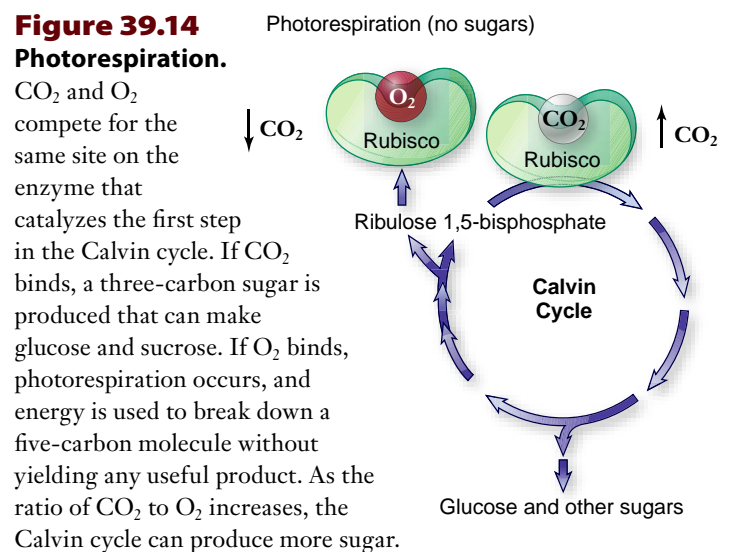 Figure 39.14
Photorespiration.
CO₂ and O₂
compete for the
same site on the
enzyme that
catalyzes the first step
in the Calvin cycle. If CO₂
binds, a three-carbon sugar is
produced that can make
glucose and sucrose. If O₂ binds,
photorespiration occurs, and
energy is used to break down a
five-carbon molecule without
yielding any useful product. As the
ratio of CO₂ to O₂ increases, the
Calvin cycle can produce more sugar.
Photorespiration (no sugars)
↓ CO₂
O₂
Rubisco
CO₂
Rubisco
↑ CO₂
Ribulose 1,5-bisphosphate
Calvin
Cycle
Glucose and other sugars